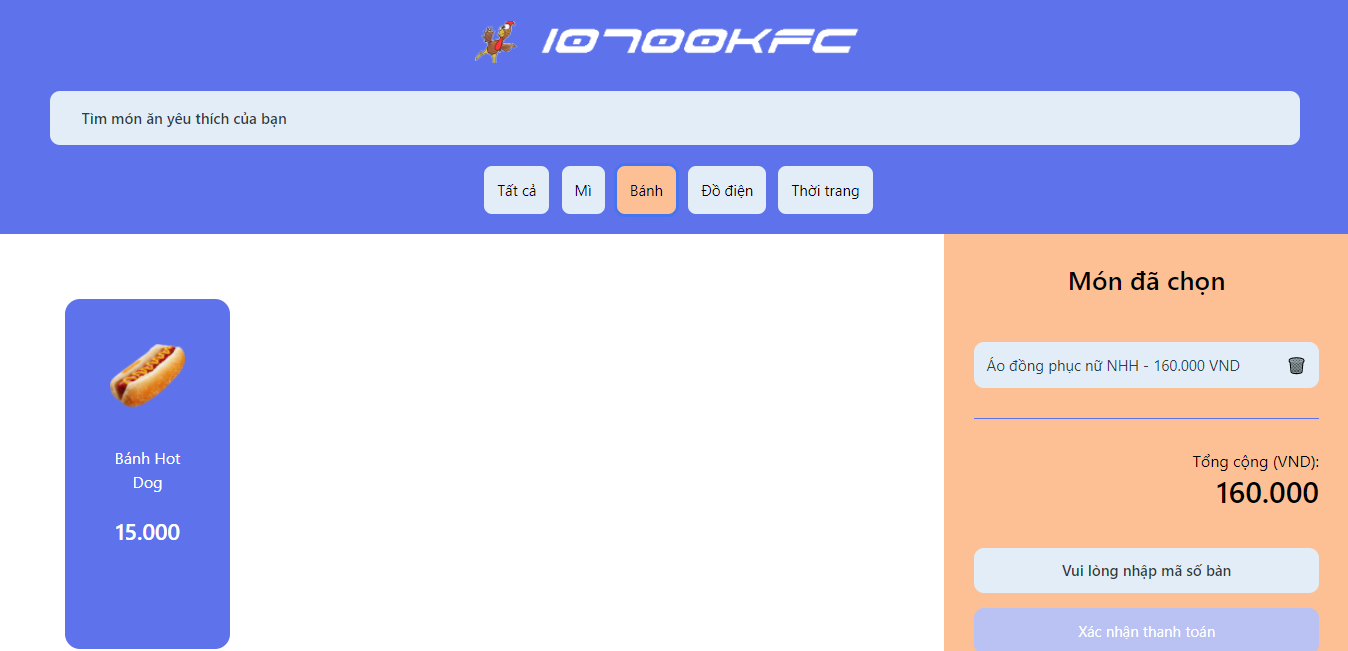 10700KFC
Tìm món ăn yêu thích của bạn
Tất cả
Mì
Bánh
Đồ điện
Thời trang
Bánh Hot
Dog
15.000
Món đã chọn
Áo đồng phục nữ NHH - 160.000 VND
Tổng cộng (VND):
160.000
Vui lòng nhập mã số bàn
Xác nhận thanh toán